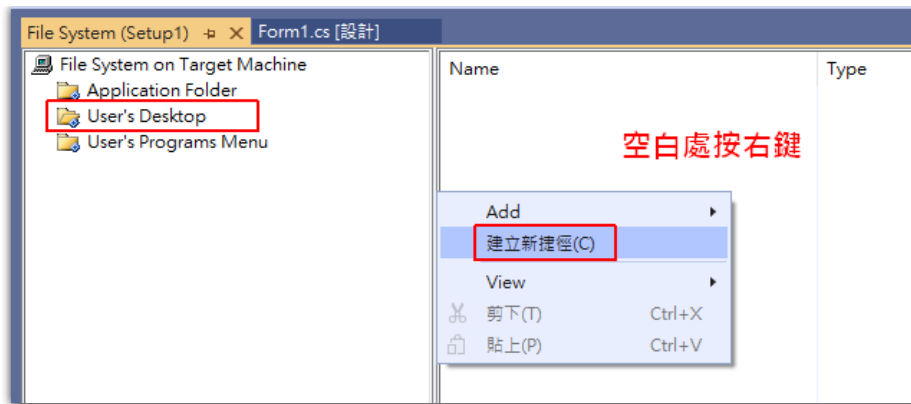 File System (Setup1)
Form1.cs [設計]
File System on Target Machine
Application Folder
User's Desktop
User's Programs Menu
Name
Type
空白處按右鍵
Add
建立新捷徑(C)
View
剪下(T) Ctrl+X
貼上(P) Ctrl+V